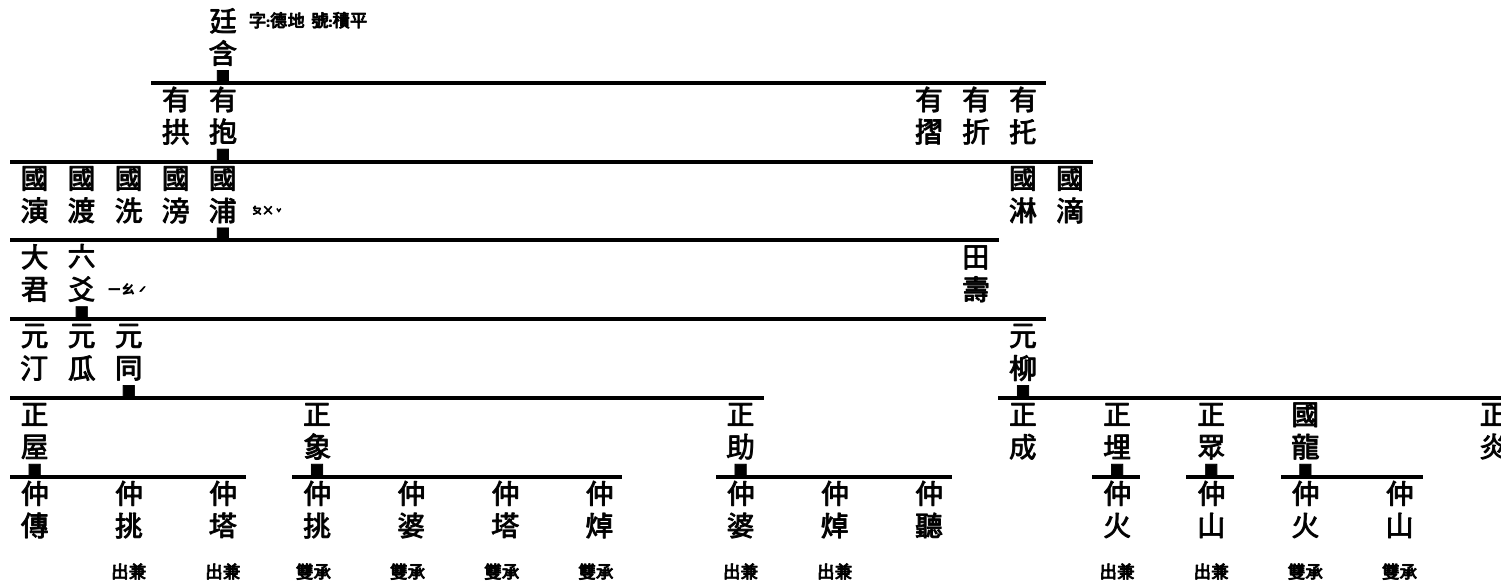 廷含 字:德地 號:積平
有拱 有抱 有摺 有折 有托
國演 國渡 國洗 國滂 國浦 ㄆㄨˇ 國淋 國滴
大君 六爻 ㄧㄠˊ 田壽
元汀 元瓜 元同 元柳
正屋 正象 正助 正成 正埋 正眾 國龍 正炎
仲傳 仲挑 仲塔 仲挑 仲婆 仲塔 仲焯 仲婆 仲焯 仲聽 仲火 仲山 仲火 仲山
出兼 出兼 雙承 雙承 雙承 雙承 出兼 出兼 出兼 出兼 雙承 雙承